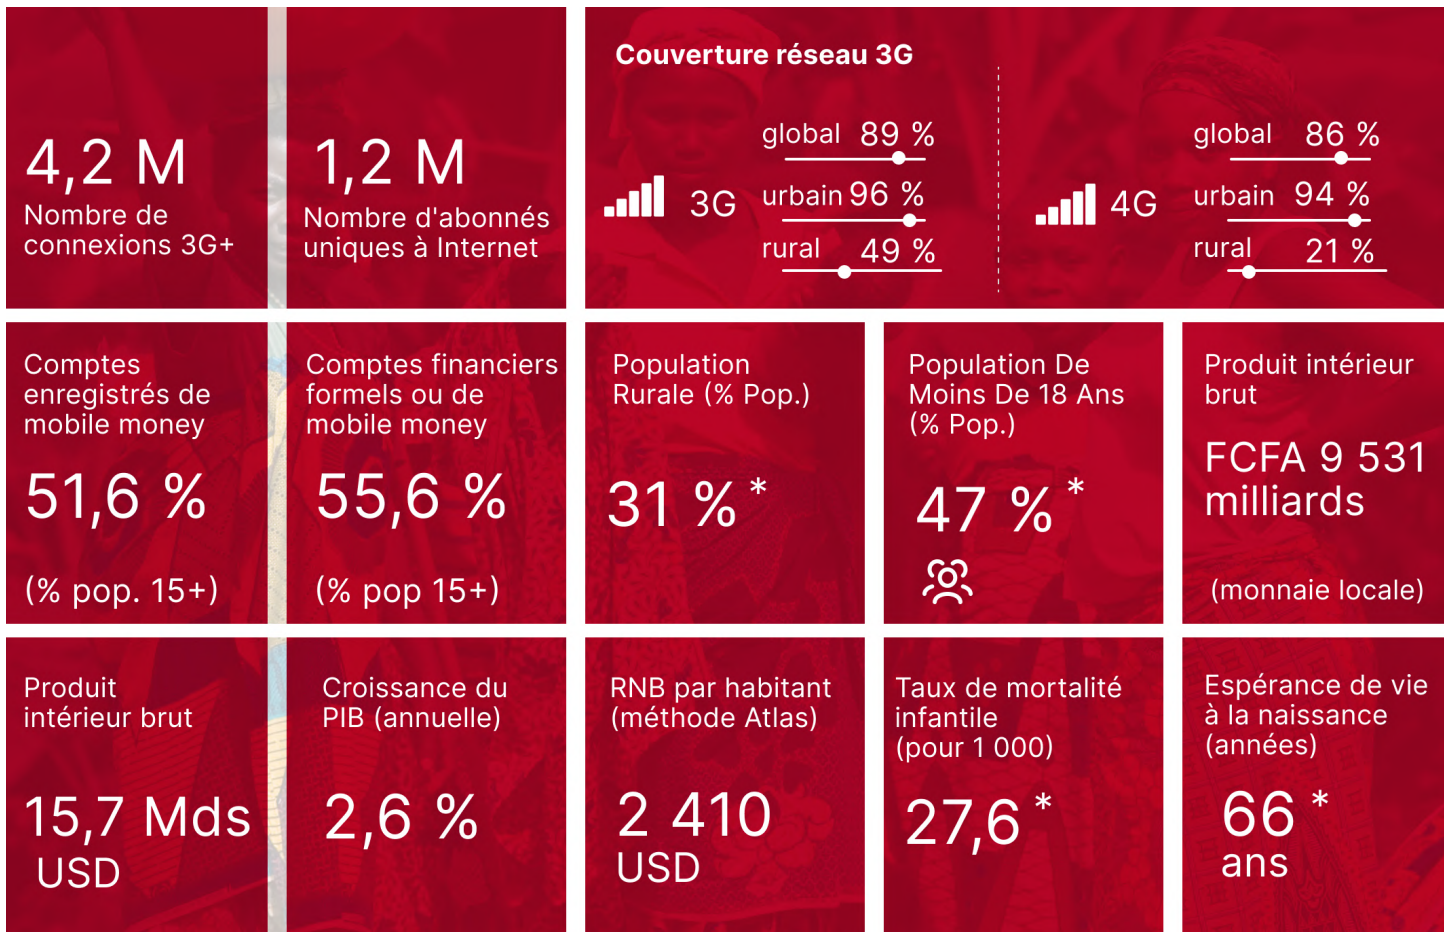 4,2 M
Nombre de
connexions 3G+
1,2 M
Nombre d'abonnés
uniques à Internet
Couverture réseau 3G
3G
global 89 %
urbain 96 %
rural 49 %
4G
global 86 %
urbain 94 %
rural 21 %
Comptes
enregistrés de
mobile money
51,6 %
(% pop. 15+)
Comptes financiers
formels ou de
mobile money
55,6 %
(% pop 15+)
Population
Rurale (% Pop.)
31 % *
Population De
Moins De 18 Ans
(% Pop.)
47 % *
Produit intérieur
brut
FCFA 9 531
milliards
(monnaie locale)
Produit
intérieur brut
15,7 Mds
USD
Croissance du
PIB (annuelle)
2,6 %
RNB par habitant
(méthode Atlas)
2 410
USD
Taux de mortalité
infantile
(pour 1 000)
27,6 *
Espérance de vie
à la naissance
(années)
66 *
ans